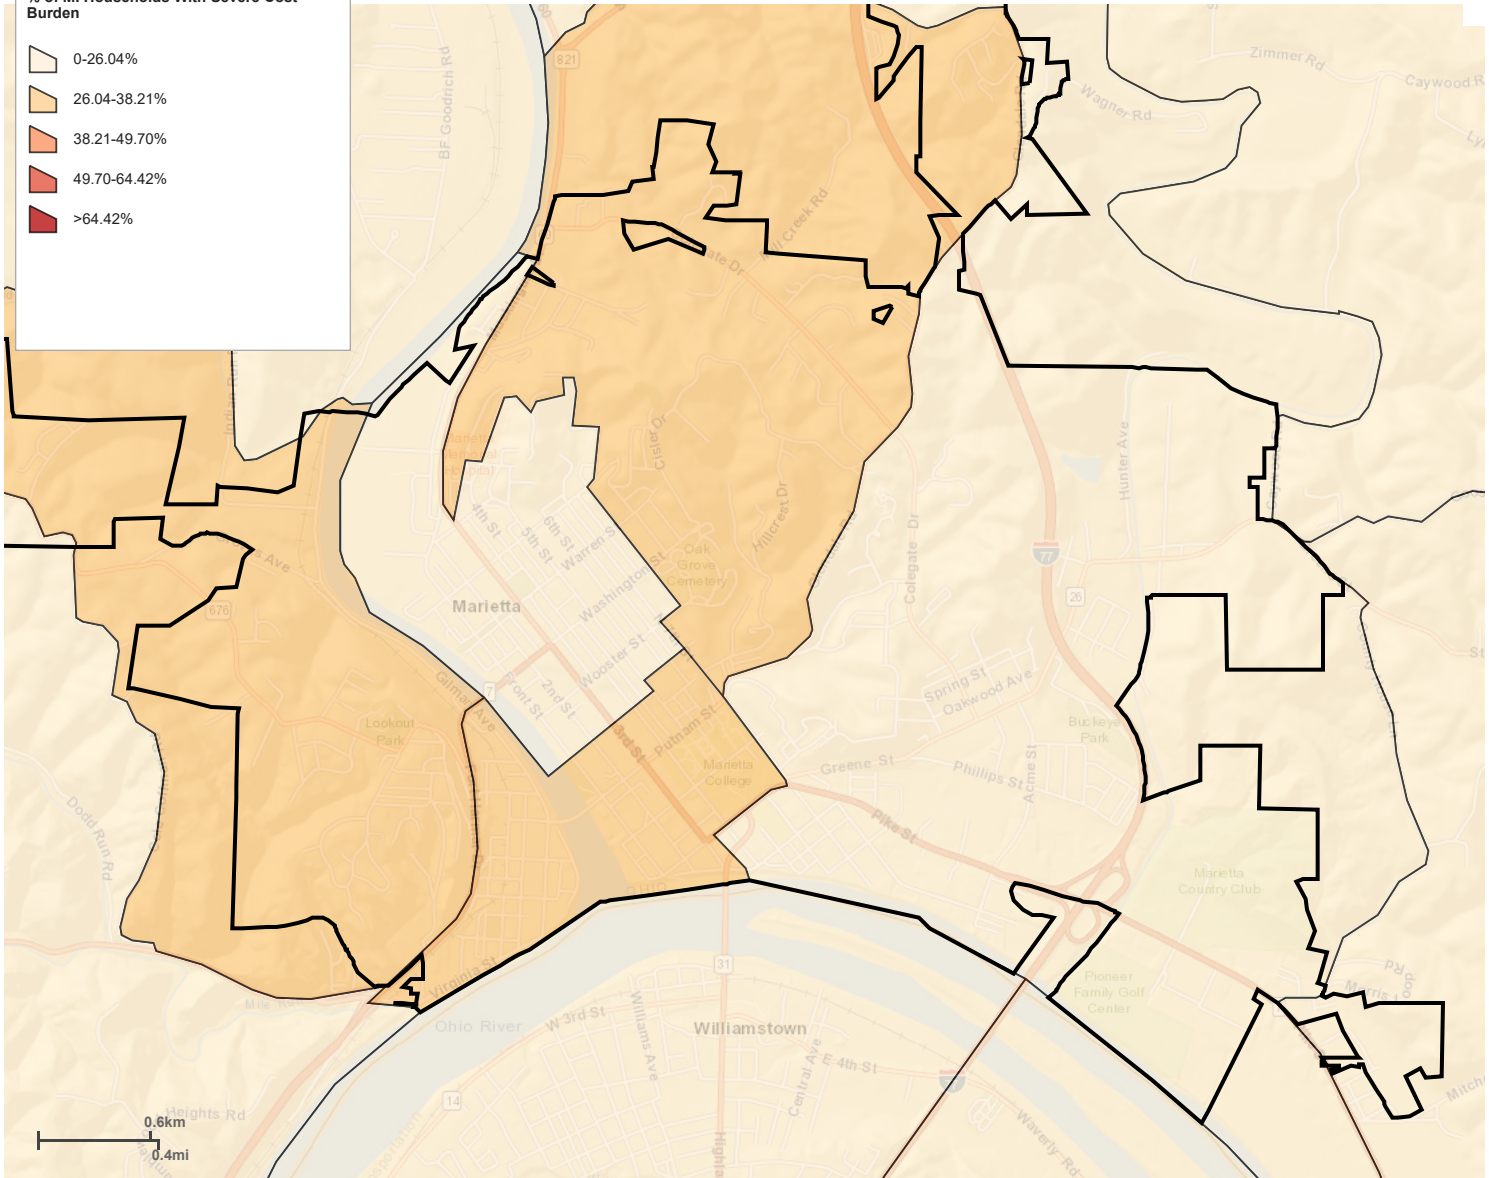 Burden
0-26.04%
26.04-38.21%
38.21-49.70%
49.70-64.42%
>64.42%
BF Goodrich Rd
821
Zimmer Rd
Wagner Rd
Mill Creek Rd
Marietta
Memorial
Hospital
Cisler Dr
Hillcrest Dr
Hunter Ave
Colegate Dr
4th St
5th St
6th St
Warren S
Washington St
Oak
Grove
Cemetery
77
26
676
Marietta
Wooster St
7
Front St
2nd St
3rd St
Putnam St
Gilman Ave
Lookout
Park
Spring St
Oakwood Ave
Buckeye
Park
Marietta
College
Greene St
Phillips St
Acme St
Pike St
Dodd Run Rd
Marietta
Country Club
Virginia St
31
Pioneer
Family Golf
Center
Ohio River
W 3rd St
Williams Ave
Williamstown
Central Ave
E 4th St
14
Heights Rd
Waverly Rd
Highla
0.6km
0.4mi